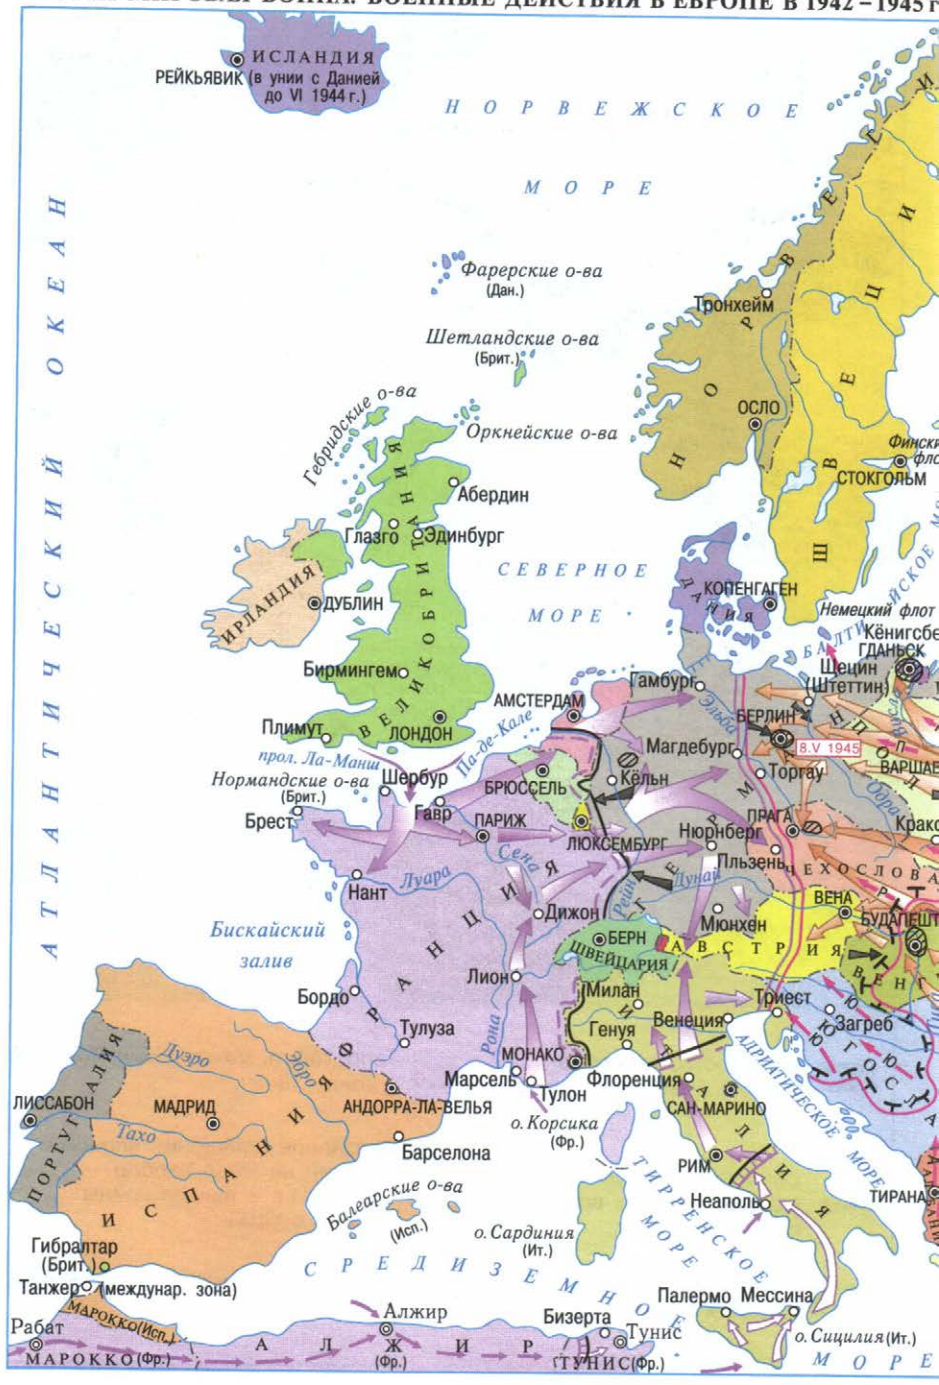 ВОЙНА. ВОЕННЫЕ ДЕЙСТВИЯ В ЕВРОПЕ В 1942 – 1945 г
ИСЛАНДИЯ
РЕЙКЬЯВИК (в унии с Данией
до VI 1944 г.)
НОРВЕЖСКОЕ
МОРЕ
АТЛАНТИЧЕСКИЙ ОКЕАН
Фарерские о-ва
(Дан.)
Шетландские о-ва
(Брит.)
Гебридские о-ва
Оркнейские о-ва
Тронхейм
НОРВЕГИ
ШВЕЦИ
ОСЛО
СТОКГОЛЬМ
Абердин
Глазго
Эдинбург
ВЕЛИКОБРИТАНИЯ
ИРЛАНДИЯ
ДУБЛИН
СЕВЕРНОЕ
МОРЕ
ДАНИЯ
КОПЕНГАГЕН
Немецкий флот
БАЛТИЙСКОЕ
Кёнигсбе
ГДАНЬСК
Щецин
(Штеттин)
Бирмингем
Плимут
ЛОНДОН
АМСТЕРДАМ
Гамбург
Эльба
БЕРЛИН
8.V 1945
Висла
ВАРШАВ
прол. Ла-Манш
Па-де-Кале
Нормандские о-ва
(Брит.)
Шербур
Гавр
Брест
БРЮССЕЛЬ
Кёльн
Магдебург
Торгау
Одра
ПАРИЖ
Сена
ЛЮКСЕМБУРГ
Нюрнберг
ПРАГА
Пльзень
Крако
ЧЕХОСЛОВА
ГЕРМАНИЯ
Нант
Луара
Рейн
Дунай
ФРАНЦИЯ
Дижон
Мюнхен
ВЕНА
БУДАПЕШТ
Бискайский
залив
БЕРН
ШВЕЙЦАРИЯ
АВСТРИЯ
ВЕНГ
Бордо
Лион
Милан
Триест
Загреб
Тулуза
Рона
Генуя
Венеция
ЮГОСЛА
МОНАКО
Марсель
Тулон
Флоренция
АДРИАТИЧЕСКОЕ МОРЕ
САН-МАРИНО
ИТАЛИЯ
ПОРТУГАЛИЯ
Дуэро
Эбро
ЛИССАБОН
МАДРИД
Тахо
АНДОРРА-ЛА-ВЕЛЬЯ
Барселона
о. Корсика
(Фр.)
РИМ
ИСПАНИЯ
Балеарские о-ва
(Исп.)
ТИРРЕНСКОЕ
МОРЕ
Неаполь
ТИРАНА
о. Сардиния
(Ит.)
Гибралтар
(Брит.)
СРЕДИЗЕМНОЕ
Танжер (междунар. зона)
МАРОККО (Исп.)
Палермо
Мессина
Рабат
Алжир
Бизерта
Тунис
о. Сицилия (Ит.)
МАРОККО (Фр.)
АЛЖИР
(Фр.)
ТУНИС (Фр.)
МОРЕ